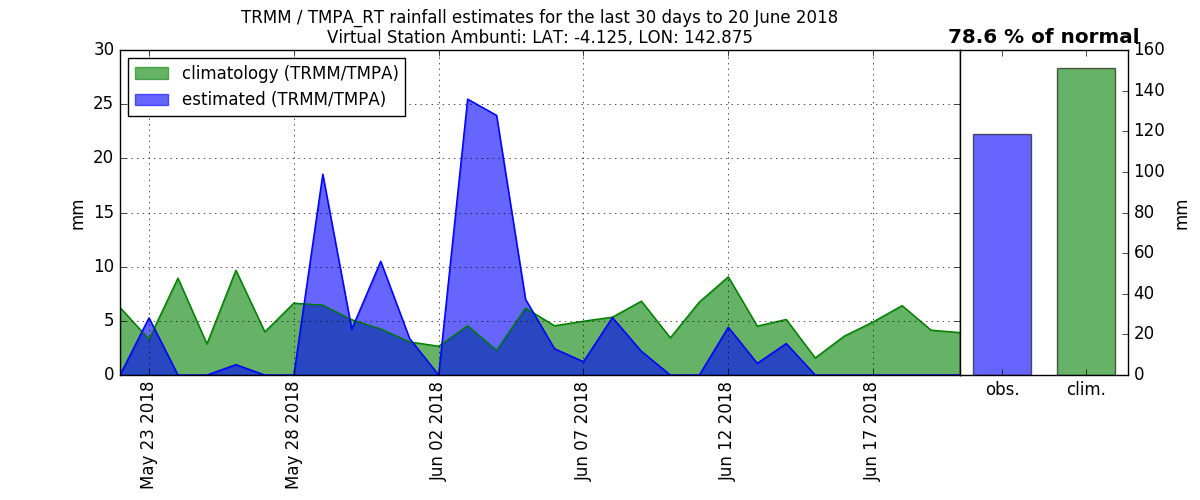 TRMM / TMPA_RT rainfall estimates for the last 30 days to 20 June 2018
Virtual Station Ambunti: LAT: -4.125, LON: 142.875
78.6 % of normal
climatology (TRMM/TMPA)
estimated (TRMM/TMPA)
30
25
20
15
10
5
0
mm
May 23 2018
May 28 2018
Jun 02 2018
Jun 07 2018
Jun 12 2018
Jun 17 2018
160
140
120
100
80
60
40
20
0
mm
obs.
clim.